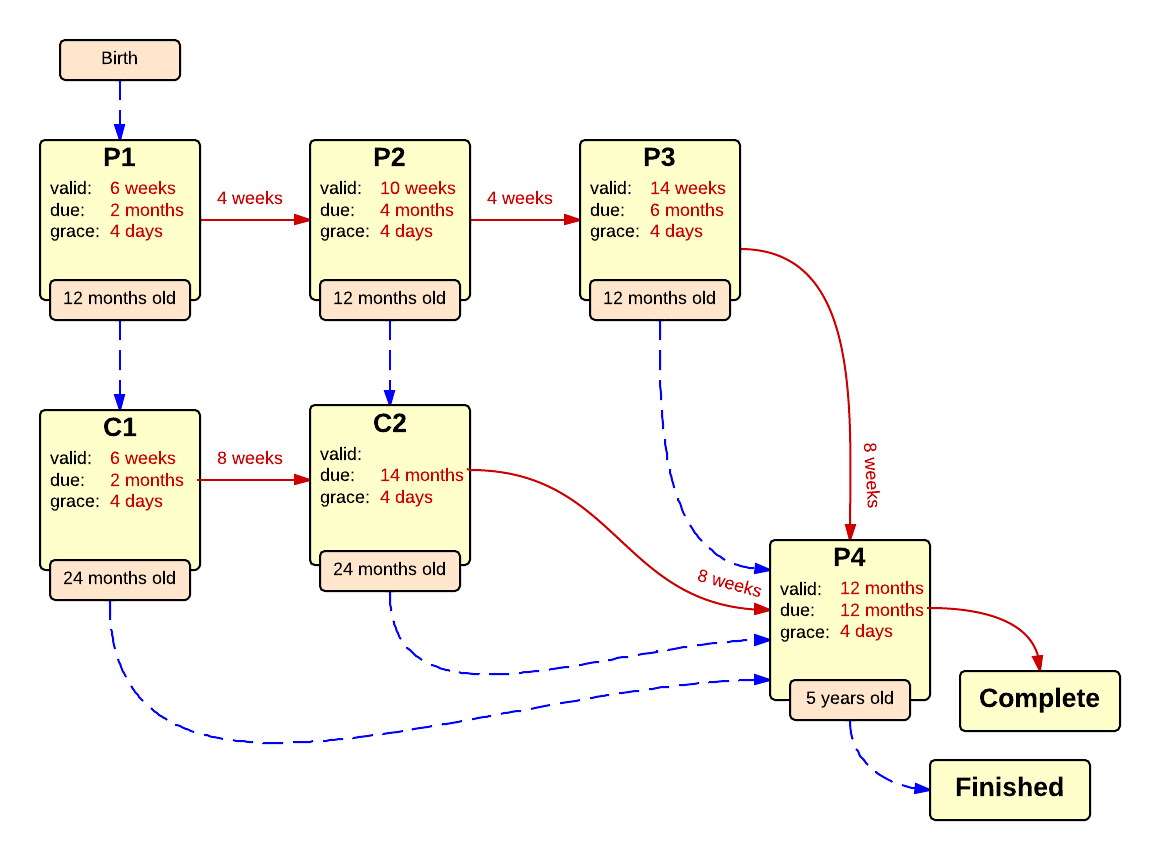 Birth
P1
valid: 6 weeks
due: 2 months
grace: 4 days
12 months old
4 weeks
P2
valid: 10 weeks
due: 4 months
grace: 4 days
12 months old
4 weeks
P3
valid: 14 weeks
due: 6 months
grace: 4 days
12 months old
8 weeks
C1
valid: 6 weeks
due: 2 months
grace: 4 days
24 months old
8 weeks
C2
valid:
due: 14 months
grace: 4 days
24 months old
8 weeks
P4
valid: 12 months
due: 12 months
grace: 4 days
5 years old
Complete
Finished